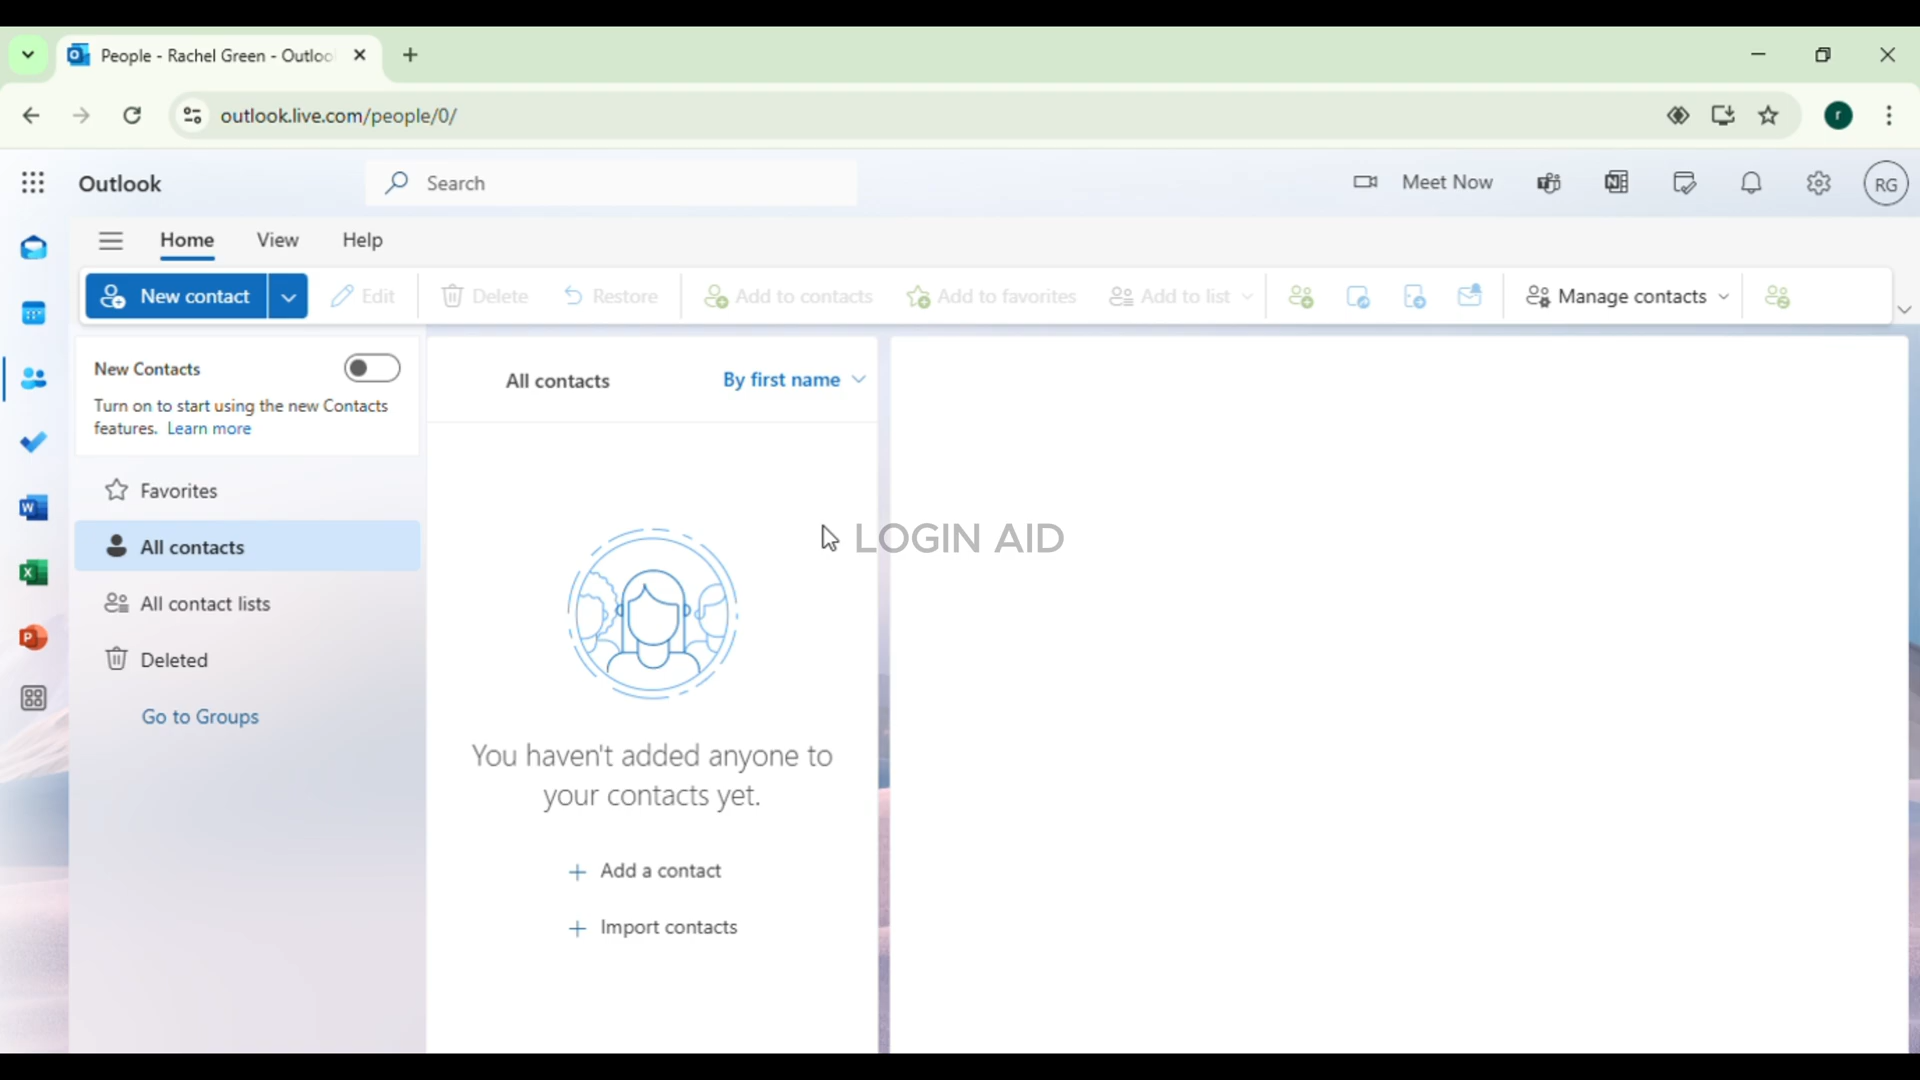 People - Rachel Green - Outloo
outlook.live.com/people/0/
r
Outlook
Search
Meet Now
RG
Home View Help
New contact Edit Delete Restore Add to contacts Add to favorites Add to list Manage contacts
New Contacts
Turn on to start using the new Contacts
features. Learn more
Favorites
All contacts
All contact lists
Deleted
Go to Groups
All contacts By first name
LOGIN AID
You haven't added anyone to
your contacts yet.
Add a contact
Import contacts
W
X
P
N